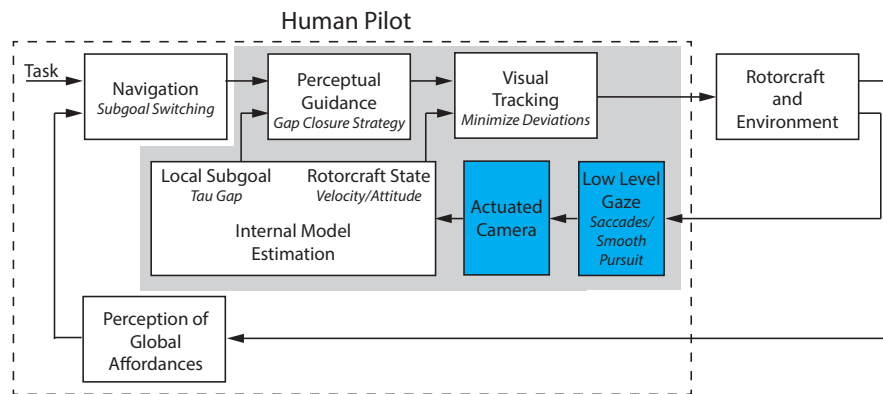 Human Pilot
Task
Navigation
Subgoal Switching
Perceptual
Guidance
Gap Closure Strategy
Visual
Tracking
Minimize Deviations
Rotorcraft
and
Environment
Local Subgoal
Tau Gap
Rotorcraft State
Velocity/Attitude
Internal Model
Estimation
Actuated
Camera
Low Level
Gaze
Saccades/
Smooth
Pursuit
Perception of
Global
Affordances